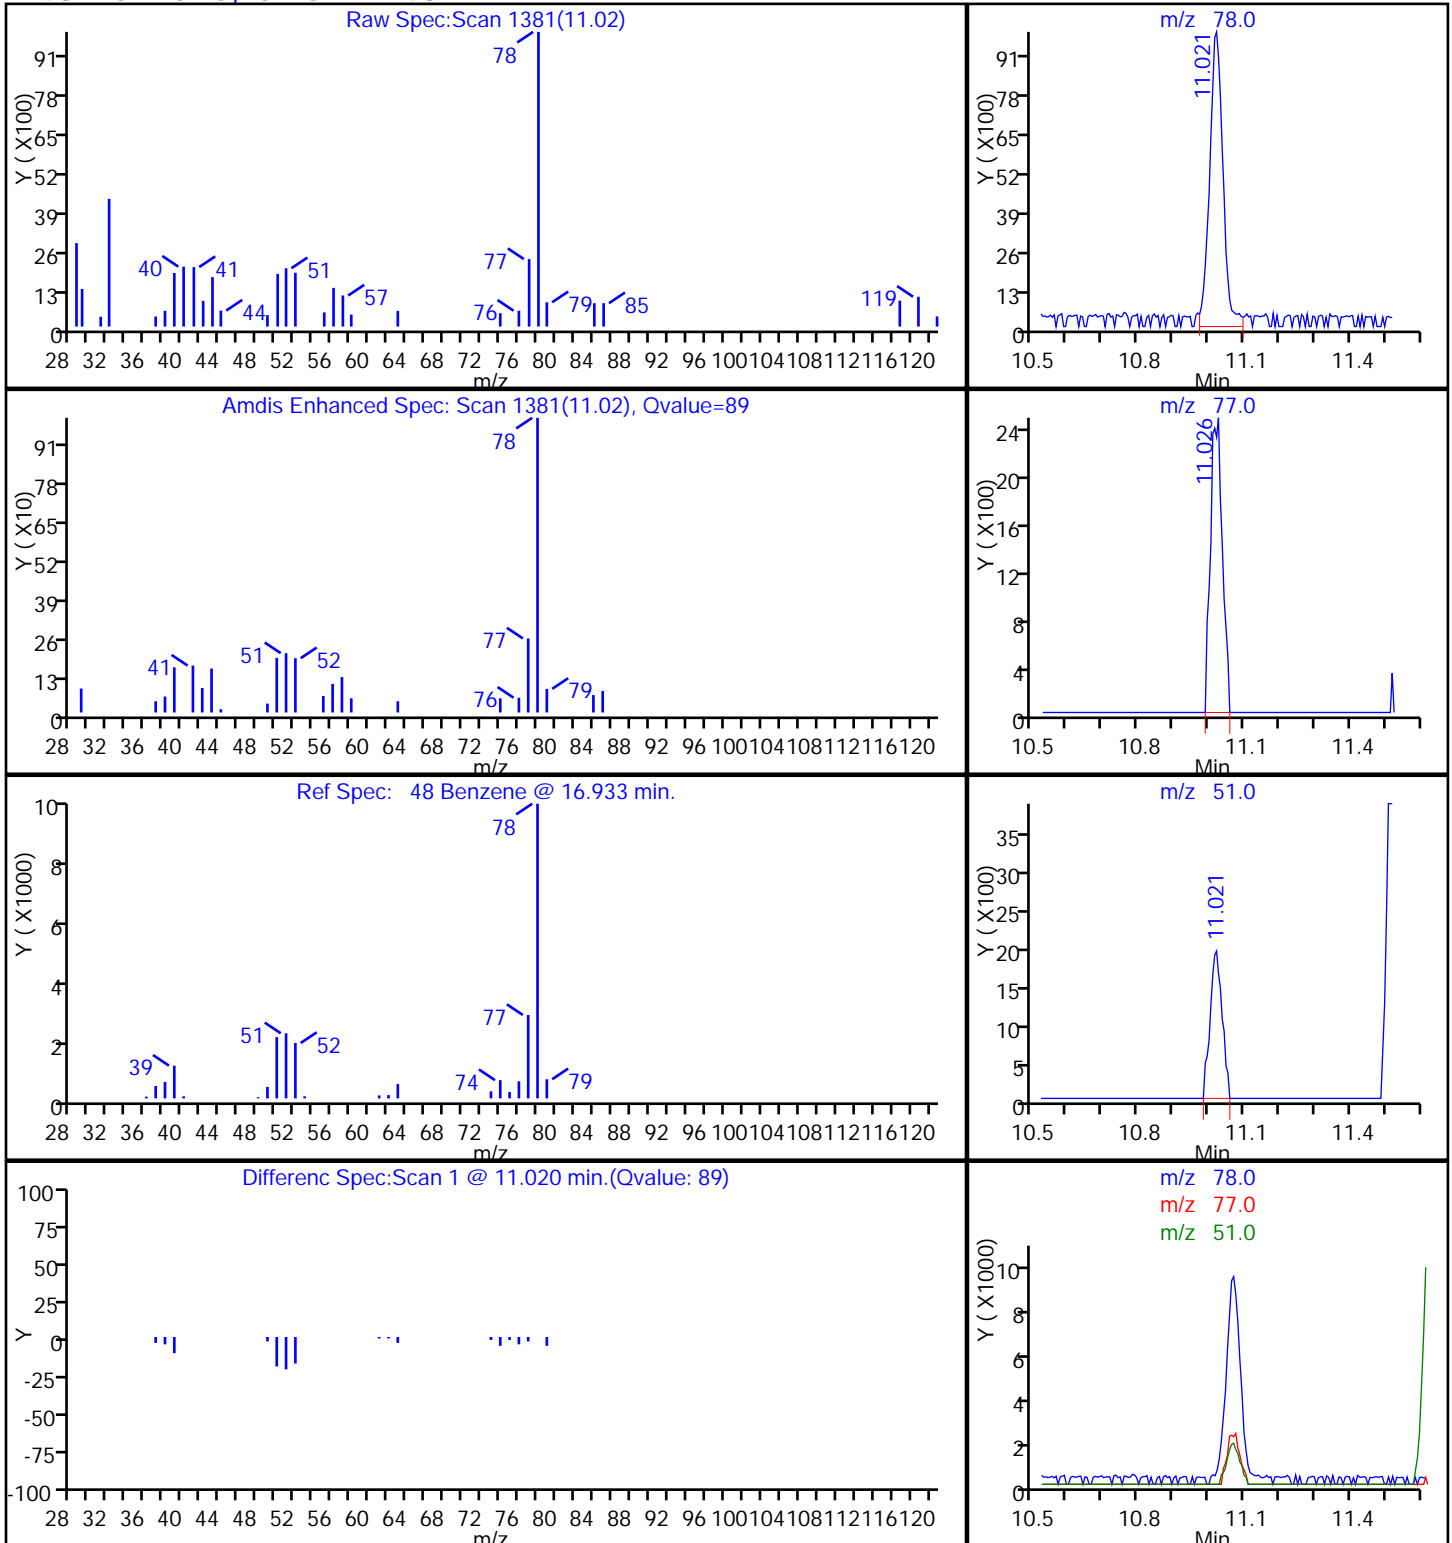 Raw Spec:Scan 1381(11.02)
Y ( X100)
91
78
65
52
39
26
13
0
78
40
41
44
51
57
77
76
79
85
119
28 32 36 40 44 48 52 56 60 64 68 72 76 80 84 88 92 96 100 104 108 112 116 120
m/z
m/z 78.0
Y ( X100)
91
78
65
52
39
26
13
0
11.021
10.5 10.8 11.1 11.4
Min
Amdis Enhanced Spec: Scan 1381(11.02), Qvalue=89
Y ( X10)
91
78
65
52
39
26
13
0
78
41
51
52
77
76
79
28 32 36 40 44 48 52 56 60 64 68 72 76 80 84 88 92 96 100 104 108 112 116 120
m/z
m/z 77.0
Y ( X100)
24
20
16
12
8
4
0
11.026
10.5 10.8 11.1 11.4
Min
Ref Spec: 48 Benzene @ 16.933 min.
Y ( X1000)
10
8
6
4
2
0
78
39
51
52
77
74
79
28 32 36 40 44 48 52 56 60 64 68 72 76 80 84 88 92 96 100 104 108 112 116 120
m/z
m/z 51.0
Y ( X100)
35
30
25
20
15
10
5
0
11.021
10.5 10.8 11.1 11.4
Min
Differenc Spec:Scan 1 @ 11.020 min.(Qvalue: 89)
Y
100
75
50
25
0
-25
-50
-75
-100
28 32 36 40 44 48 52 56 60 64 68 72 76 80 84 88 92 96 100 104 108 112 116 120
m/z
m/z 78.0
m/z 77.0
m/z 51.0
Y ( X1000)
10
8
6
4
2
0
10.5 10.8 11.1 11.4
Min